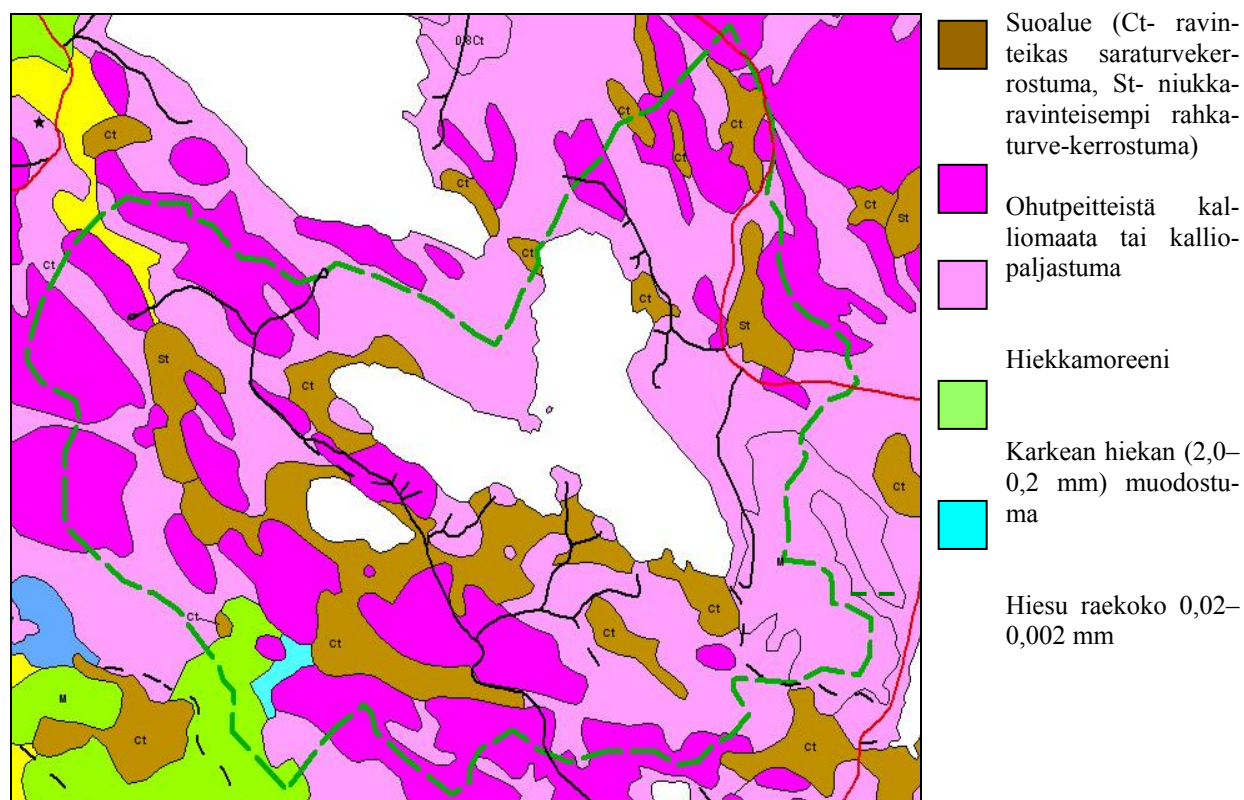 0,8Ct
Ct
Ct
Ct
Ct
Ct
Ct
St
Ct
Ct
Ct
St
St
Ct
Ct
Ct
M
Ct
Ct
Ct
Ct
M
Ct
Ct
Suoalue (Ct- ravin-
teikas saraturveker-
rostuma, St- niukka-
ravinteisempi rahka-
turve-kerrostuma)
Ohutpeitteistä kal-
liomaata tai kallio-
paljastuma
Hiekkamoreeni
Karkean hiekan (2,0–
0,2 mm) muodostu-
ma
Hiesu raekoko 0,02–
0,002 mm